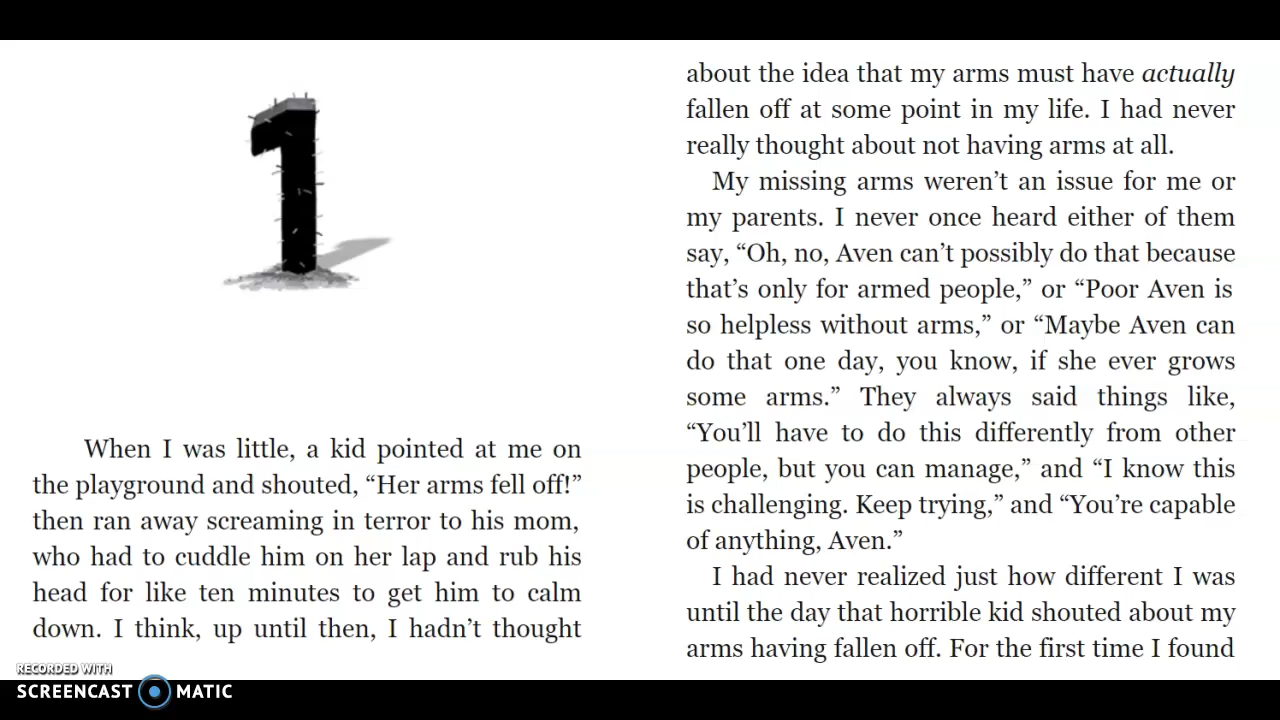 1
When I was little, a kid pointed at me on
the playground and shouted, “Her arms fell off!”
then ran away screaming in terror to his mom,
who had to cuddle him on her lap and rub his
head for like ten minutes to get him to calm
down. I think, up until then, I hadn’t thought
about the idea that my arms must have actually
fallen off at some point in my life. I had never
really thought about not having arms at all.
My missing arms weren’t an issue for me or
my parents. I never once heard either of them
say, “Oh, no, Aven can’t possibly do that because
that’s only for armed people,” or “Poor Aven is
so helpless without arms,” or “Maybe Aven can
do that one day, you know, if she ever grows
some arms.” They always said things like,
“You’ll have to do this differently from other
people, but you can manage,” and “I know this
is challenging. Keep trying,” and “You’re capable
of anything, Aven.”
I had never realized just how different I was
until the day that horrible kid shouted about my
arms having fallen off. For the first time I found
RECORDED WITH
SCREENCAST MATIC